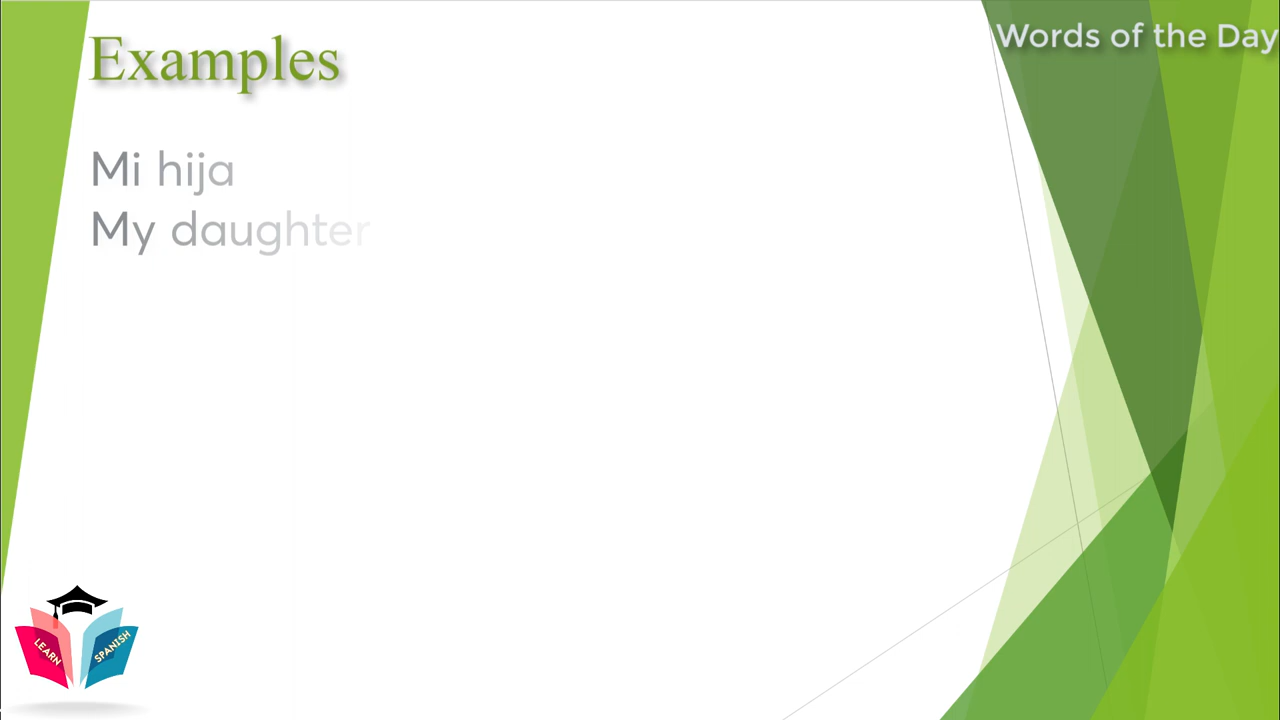 Examples
Words of the Day
Mi hija
My daughter
LEARN
SPANISH